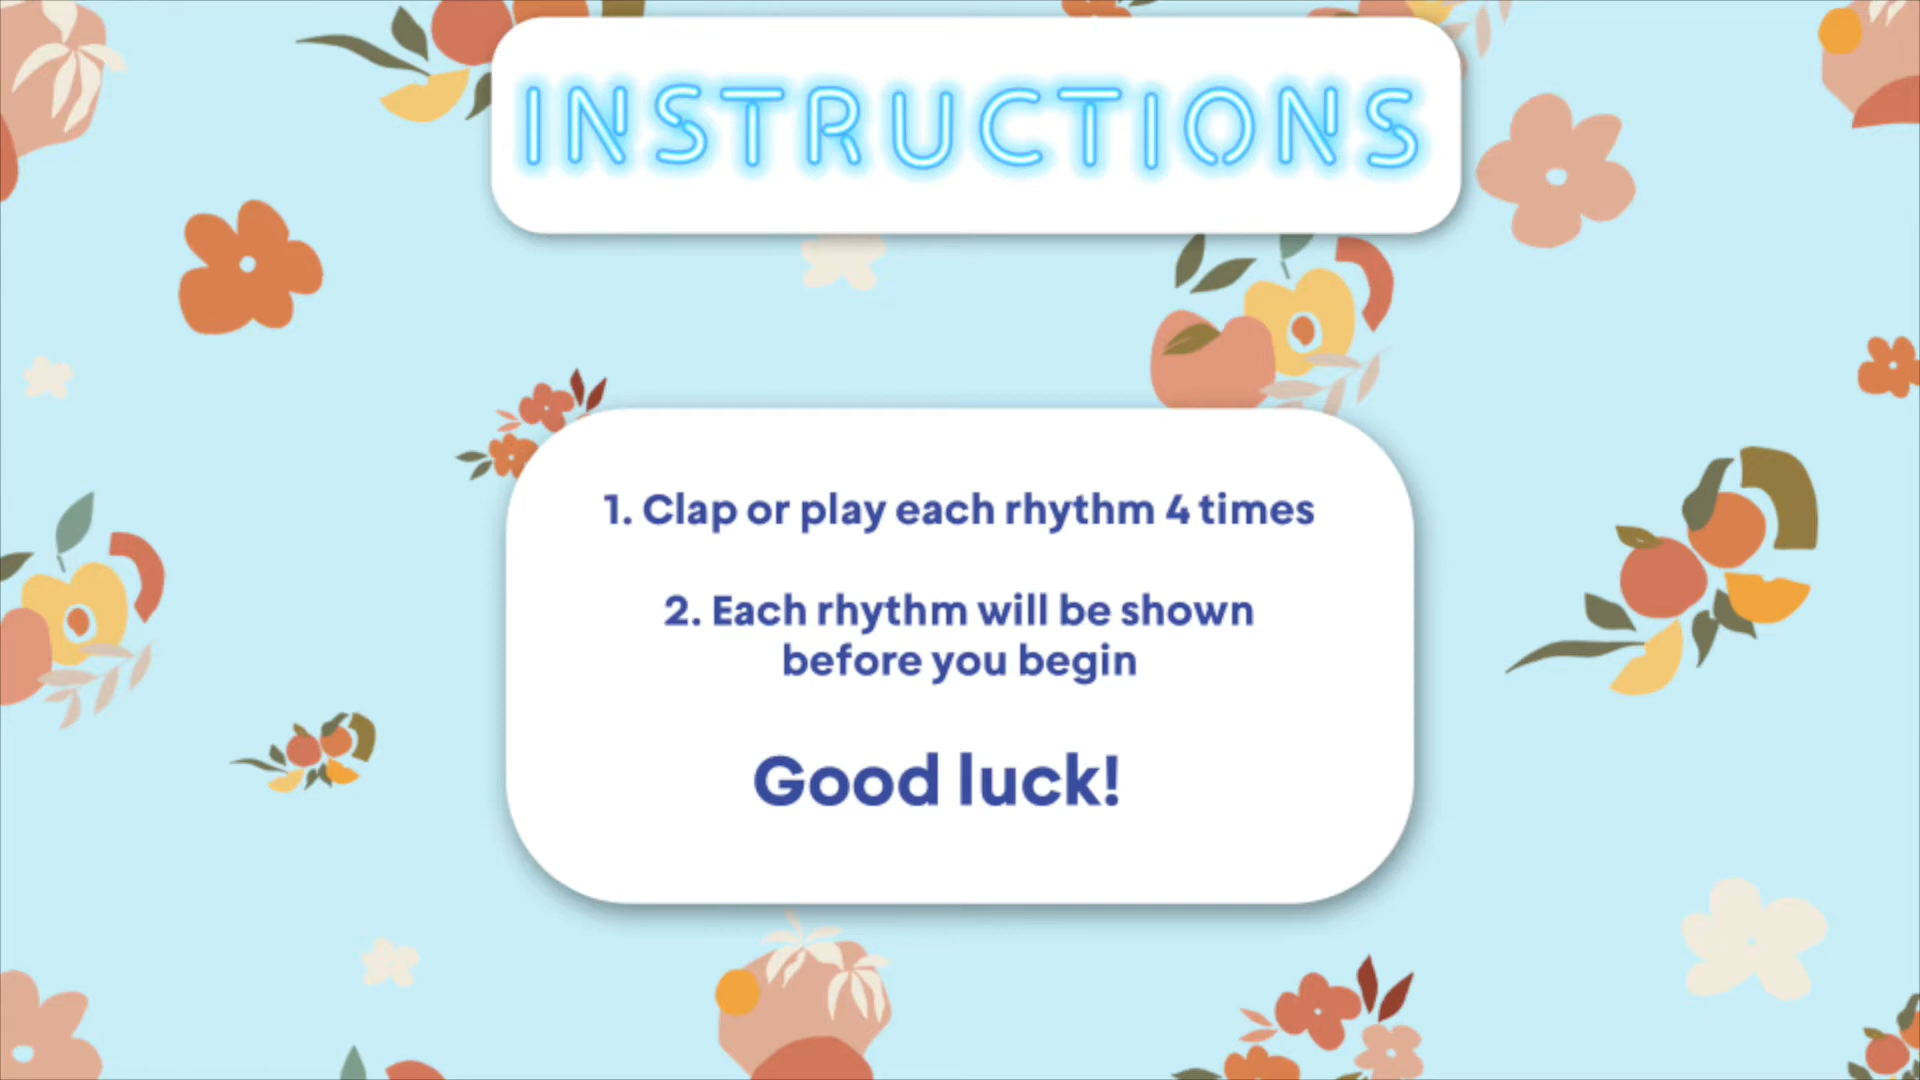 INSTRUCTIONS
1. Clap or play each rhythm 4 times
2. Each rhythm will be shown
before you begin
Good luck!